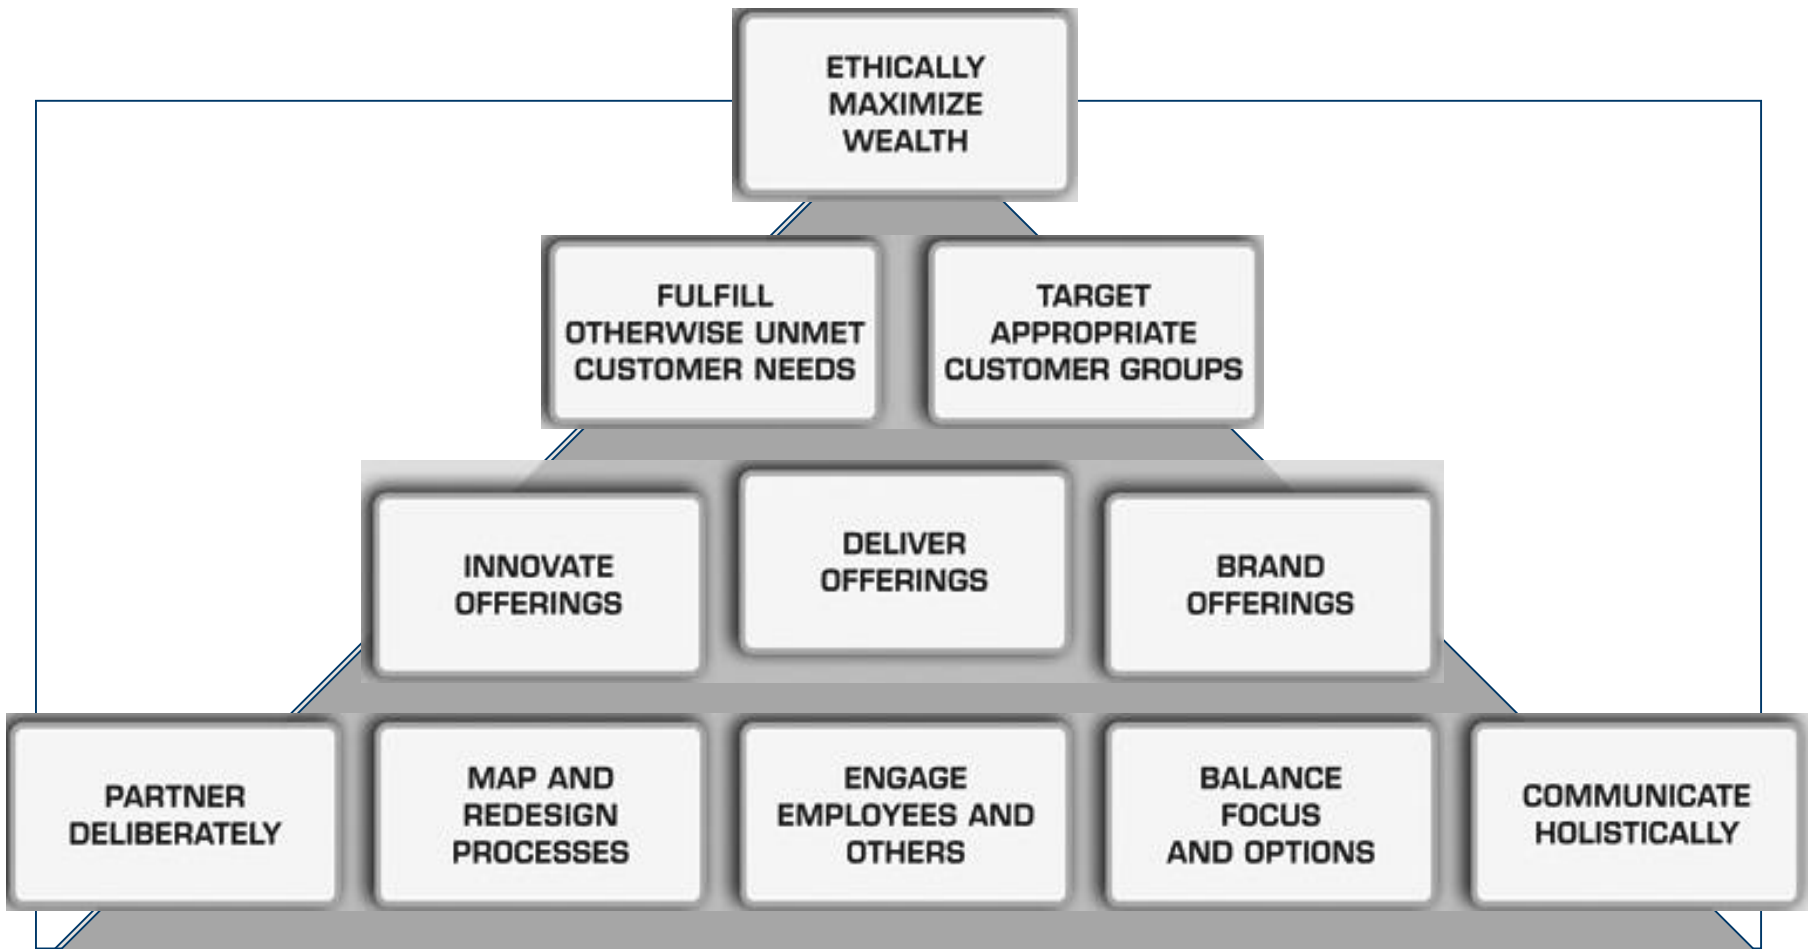 ETHICALLY
MAXIMIZE
WEALTH
FULFILL
OTHERWISE UNMET
CUSTOMER NEEDS
TARGET
APPROPRIATE
CUSTOMER GROUPS
INNOVATE
OFFERINGS
DELIVER
OFFERINGS
BRAND
OFFERINGS
PARTNER
DELIBERATELY
MAP AND
REDESIGN
PROCESSES
ENGAGE
EMPLOYEES AND
OTHERS
BALANCE
FOCUS
AND OPTIONS
COMMUNICATE
HOLISTICALLY